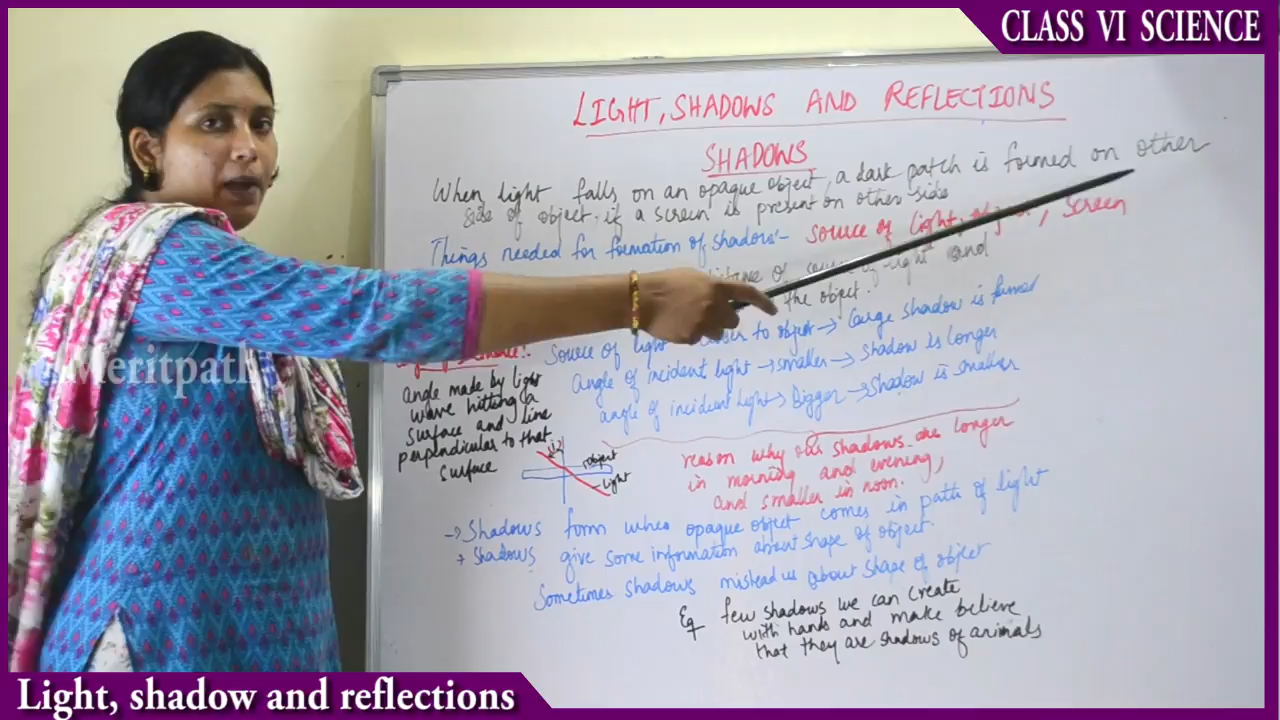 CLASS VI SCIENCE
LIGHT, SHADOWS AND REFLECTIONS
SHADOWS
When light falls on an opaque object, a dark patch is formed on other
side of object. if a screen is present on other side
Things needed for formation of shadows:- source of light, Screen
distance of source of light and
the object.
Source of light closer to object → large shadow is formed
Angle of incident light → smaller → Shadow is longer
angle of incident light → Bigger → Shadow is smaller
angle made by light
wave hitting a
surface and line
perpendicular to that
surface
object
light
reason why our shadows are longer
in morning and evening,
and smaller in noon.
→ Shadows form when opaque object comes in path of light
→ Shadows give some information about shape of object.
Sometimes shadows mislead us about shape of object
Eg few shadows we can create
with hands and make believe
that they are shadows of animals
Meritpath
Light, shadow and reflections